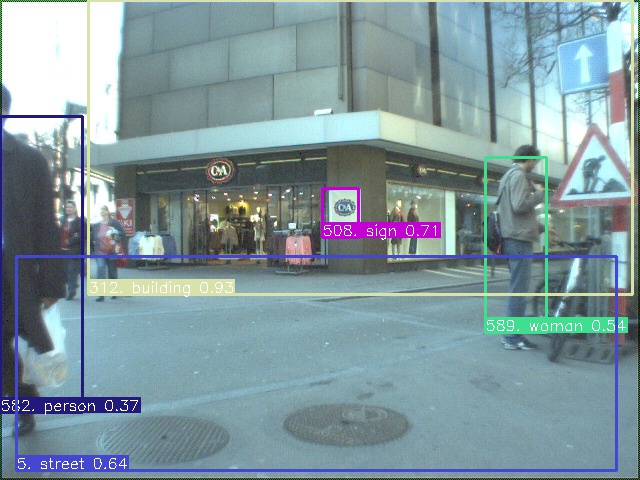 C&A
C&A
508. sign 0.71
312. building 0.93
589. woman 0.54
582. person 0.37
5. street 0.64